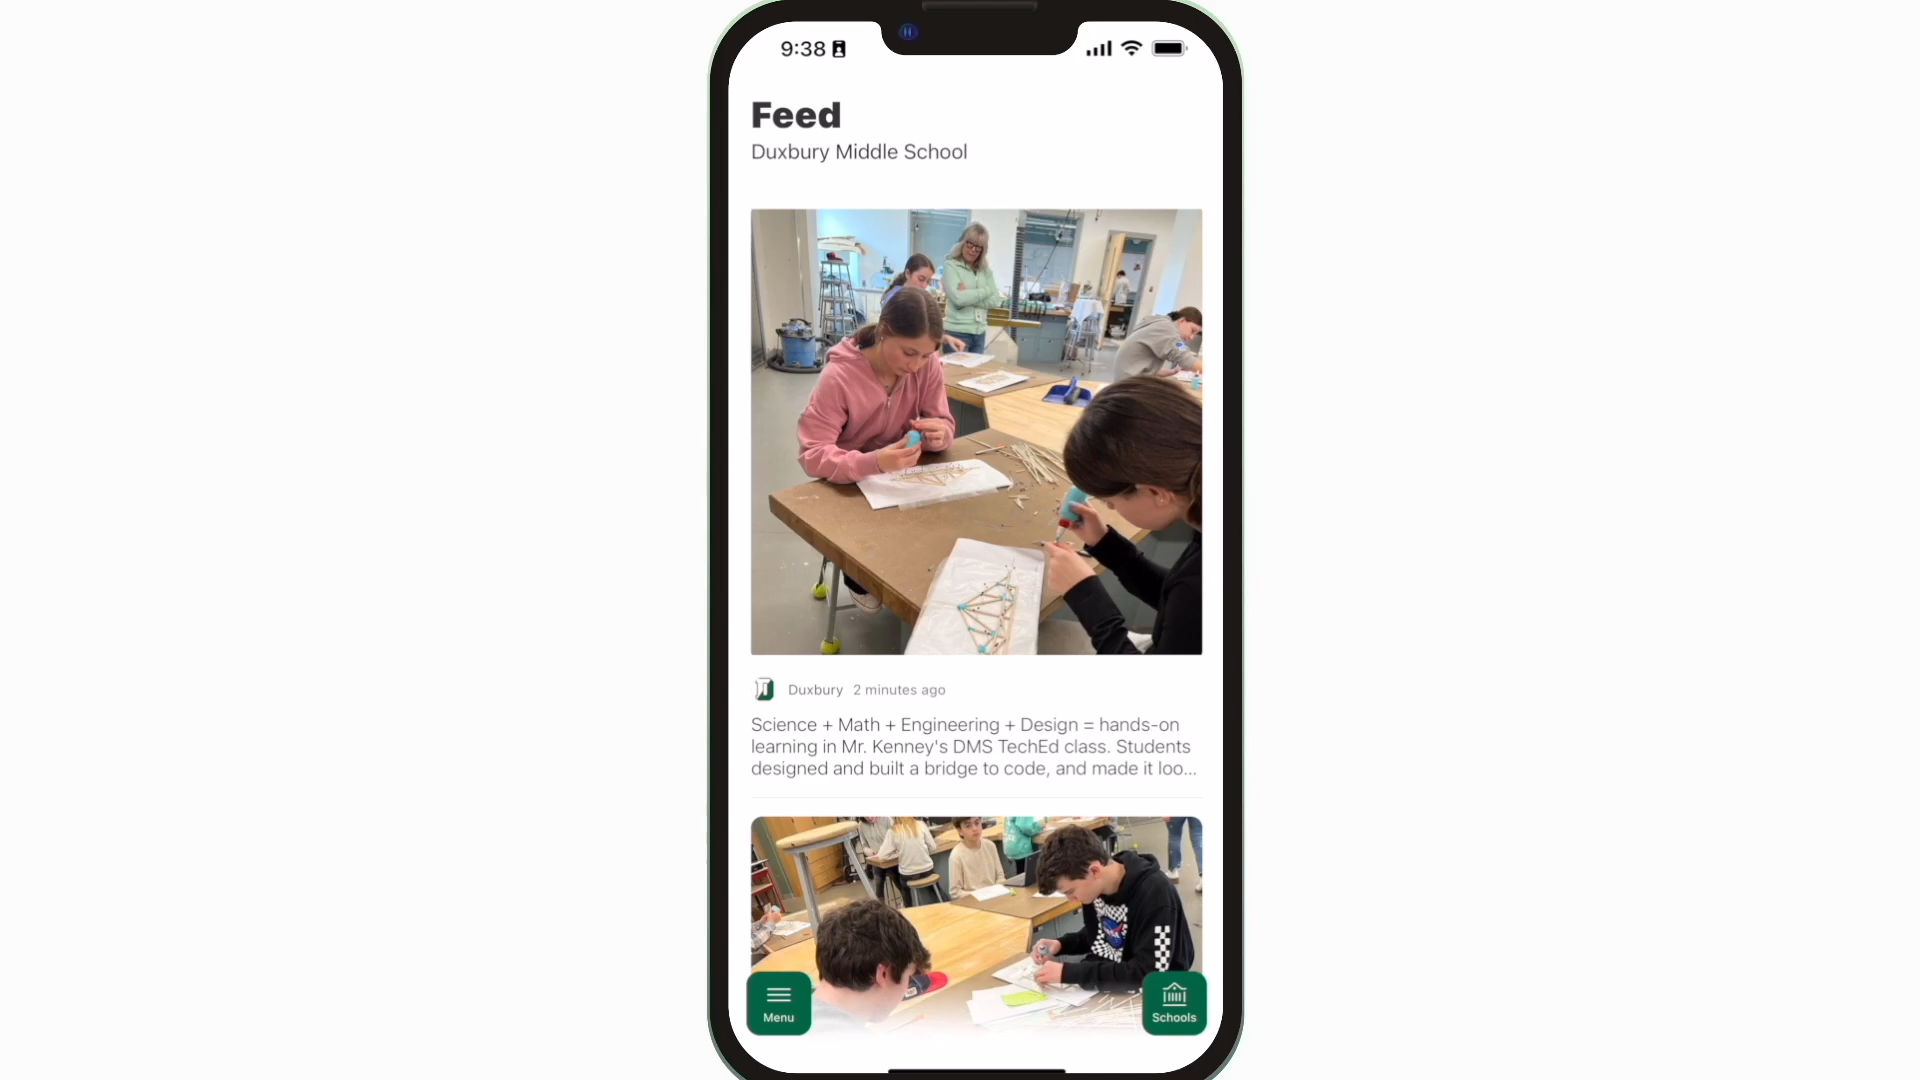 9:38
Feed
Duxbury Middle School
Duxbury 2 minutes ago
Science + Math + Engineering + Design = hands-on
learning in Mr. Kenney's DMS TechEd class. Students
designed and built a bridge to code, and made it loo...
NASA
Menu
Schools